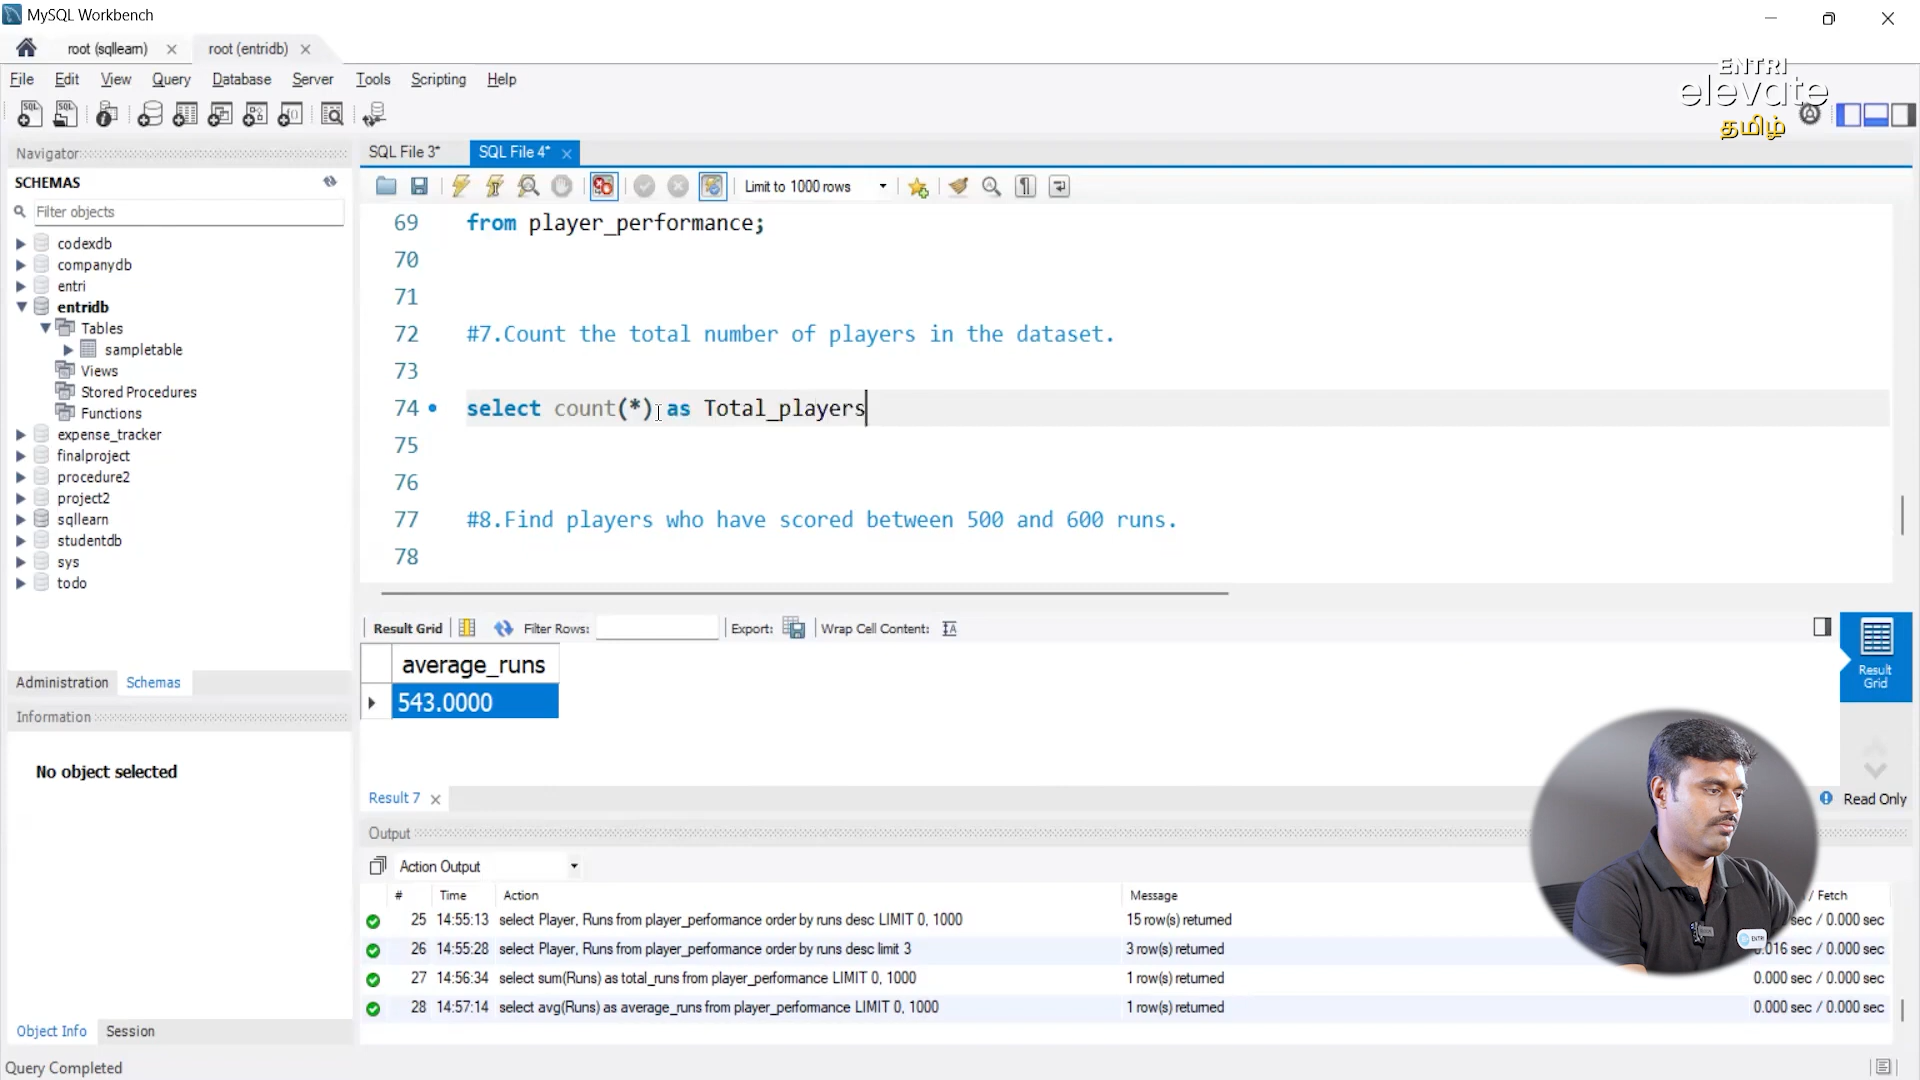 MySQL Workbench
root (sqllearn)
root (entridb)
File Edit View Query Database Server Tools Scripting Help
ENTRI
elevate
தமிழ்
Navigator
SCHEMAS
Filter objects
codexdb
companydb
entri
entridb
Tables
sampletable
Views
Stored Procedures
Functions
expense_tracker
finalproject
procedure2
project2
sqllearn
studentdb
sys
todo
Administration Schemas
Information
No object selected
Object Info Session
SQL File 3*
SQL File 4*
Limit to 1000 rows
69 from player_performance;
70
71
72 #7.Count the total number of players in the dataset.
73
74 select count(*) as Total_players
75
76
77 #8.Find players who have scored between 500 and 600 runs.
78
Result Grid Filter Rows: Export: Wrap Cell Content:
average_runs
543.0000
Result Grid
Result 7
Read Only
Output
Action Output
# Time Action Message / Fetch
25 14:55:13 select Player, Runs from player_performance order by runs desc LIMIT 0, 1000 15 row(s) returned sec / 0.000 sec
26 14:55:28 select Player, Runs from player_performance order by runs desc limit 3 3 row(s) returned .016 sec / 0.000 sec
27 14:56:34 select sum(Runs) as total_runs from player_performance LIMIT 0, 1000 1 row(s) returned 0.000 sec / 0.000 sec
28 14:57:14 select avg(Runs) as average_runs from player_performance LIMIT 0, 1000 1 row(s) returned 0.000 sec / 0.000 sec
ENTRI
Query Completed